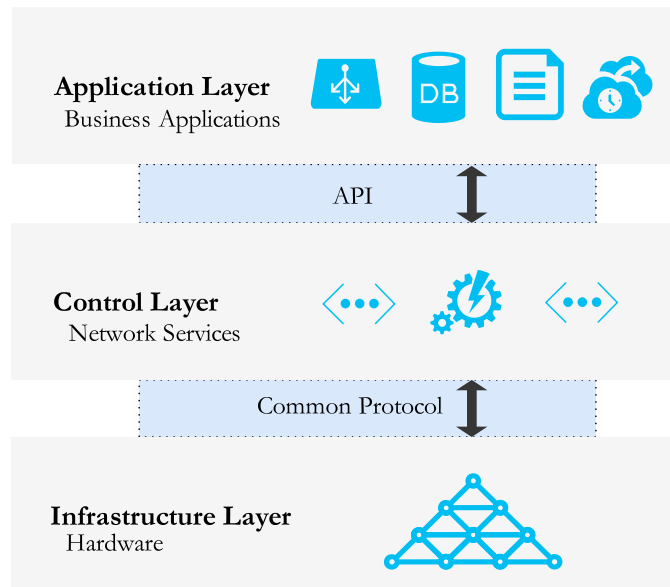 Application Layer
Business Applications
DB
API
Control Layer
Network Services
Common Protocol
Infrastructure Layer
Hardware